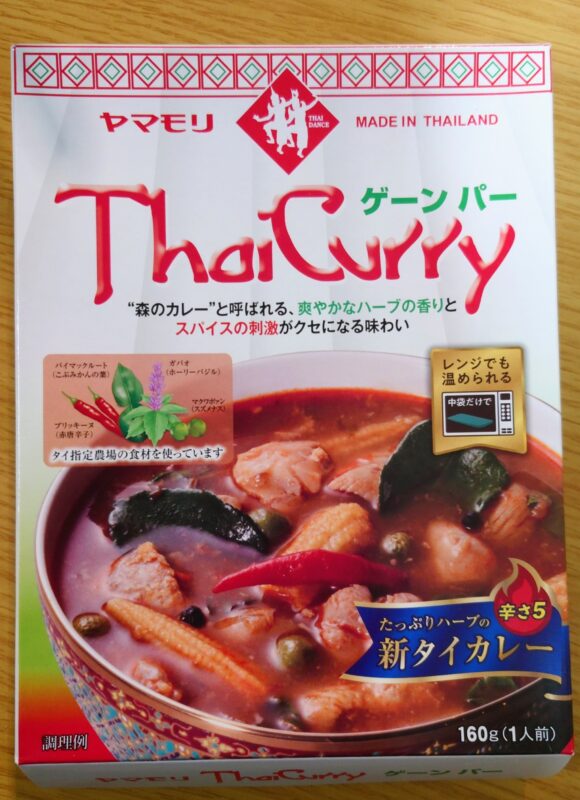 ヤマモリ
THAI
DANCE
MADE IN THAILAND
ゲーン パー
ThaiCurry
“森のカレー”と呼ばれる、爽やかなハーブの香りと
スパイスの刺激がクセになる味わい
バイマックルート
(こぶみかんの葉)
ガパオ
(ホーリーバジル)
マクワポァン
(スズメナス)
プリッキーヌ
(赤唐辛子)
タイ指定農場の食材を使っています
レンジでも
温められる
中袋だけで
辛さ5
たっぷりハーブの
新タイカレー
160g(1人前)
調理例
ヤマモリ ThaiCurry ゲーン パー